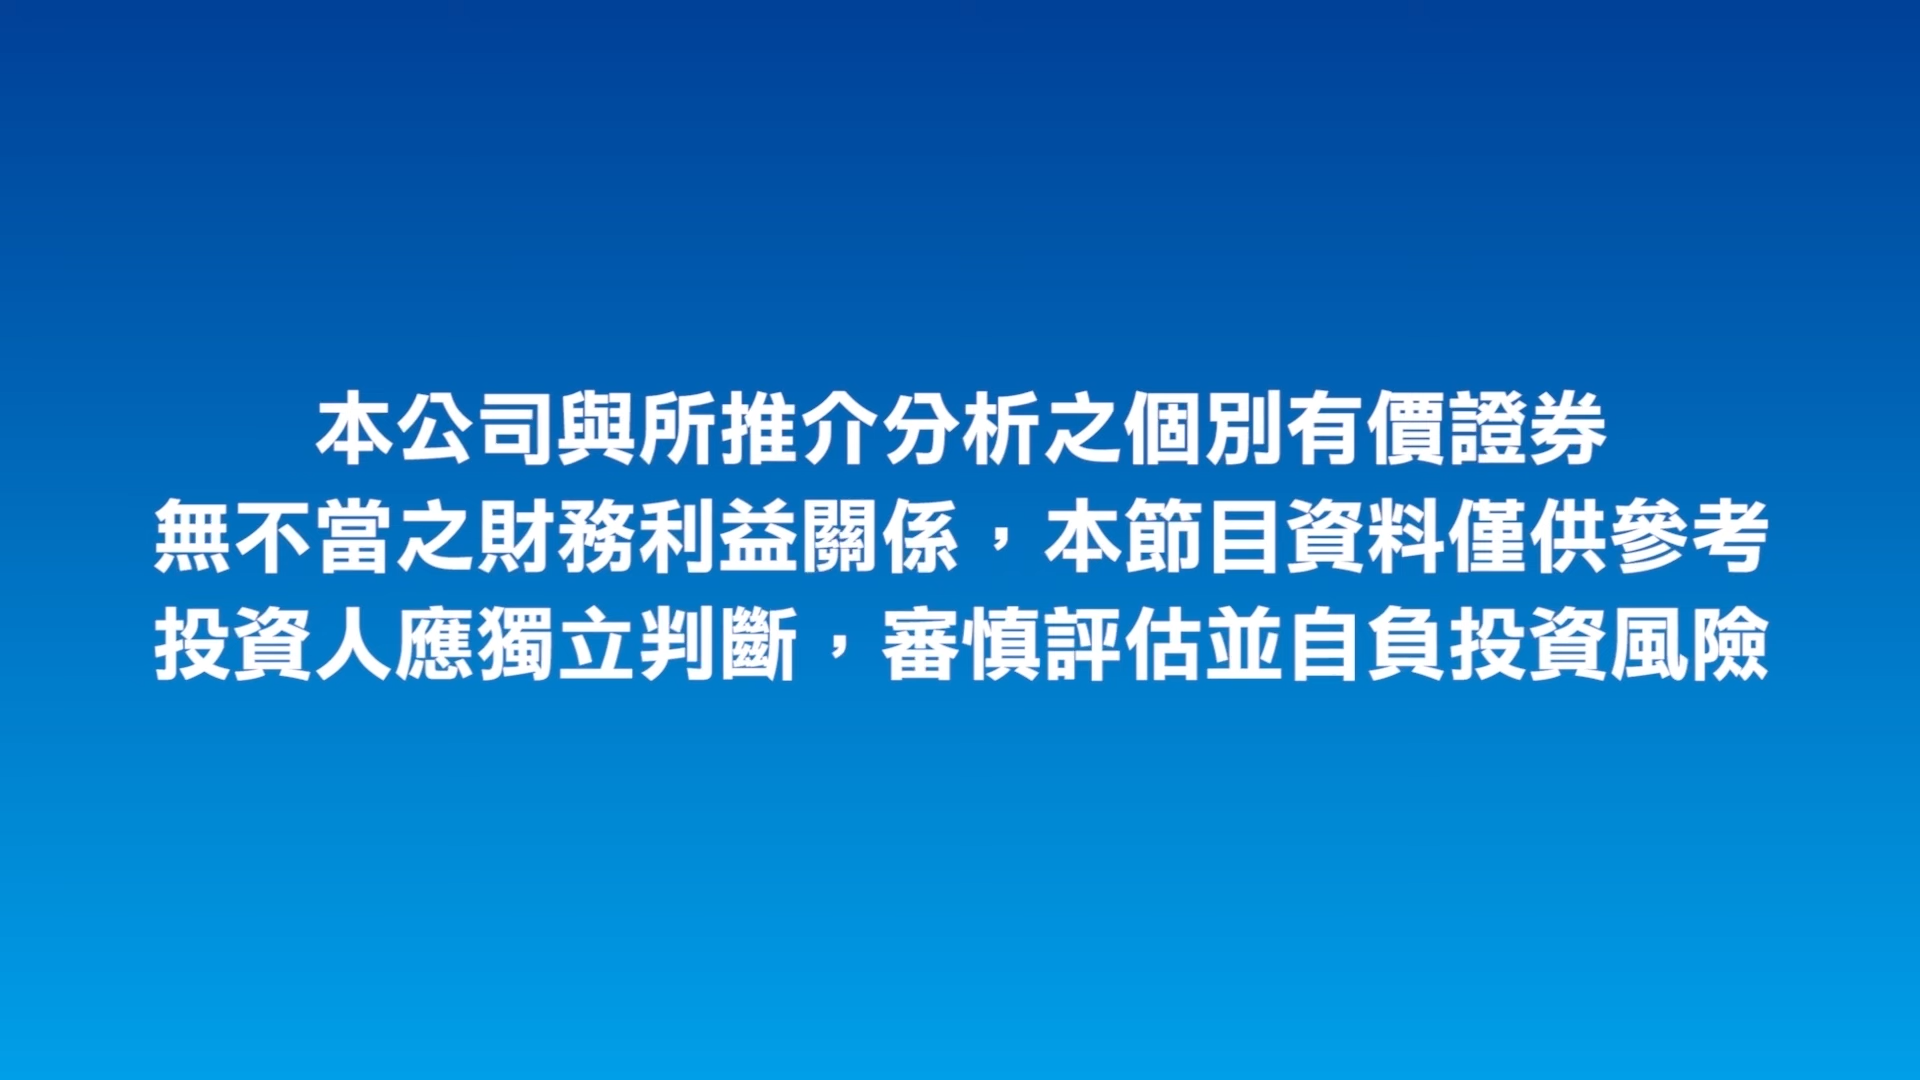 本公司與所推介分析之個別有價證券
無不當之財務利益關係，本節目資料僅供參考
投資人應獨立判斷，審慎評估並自負投資風險